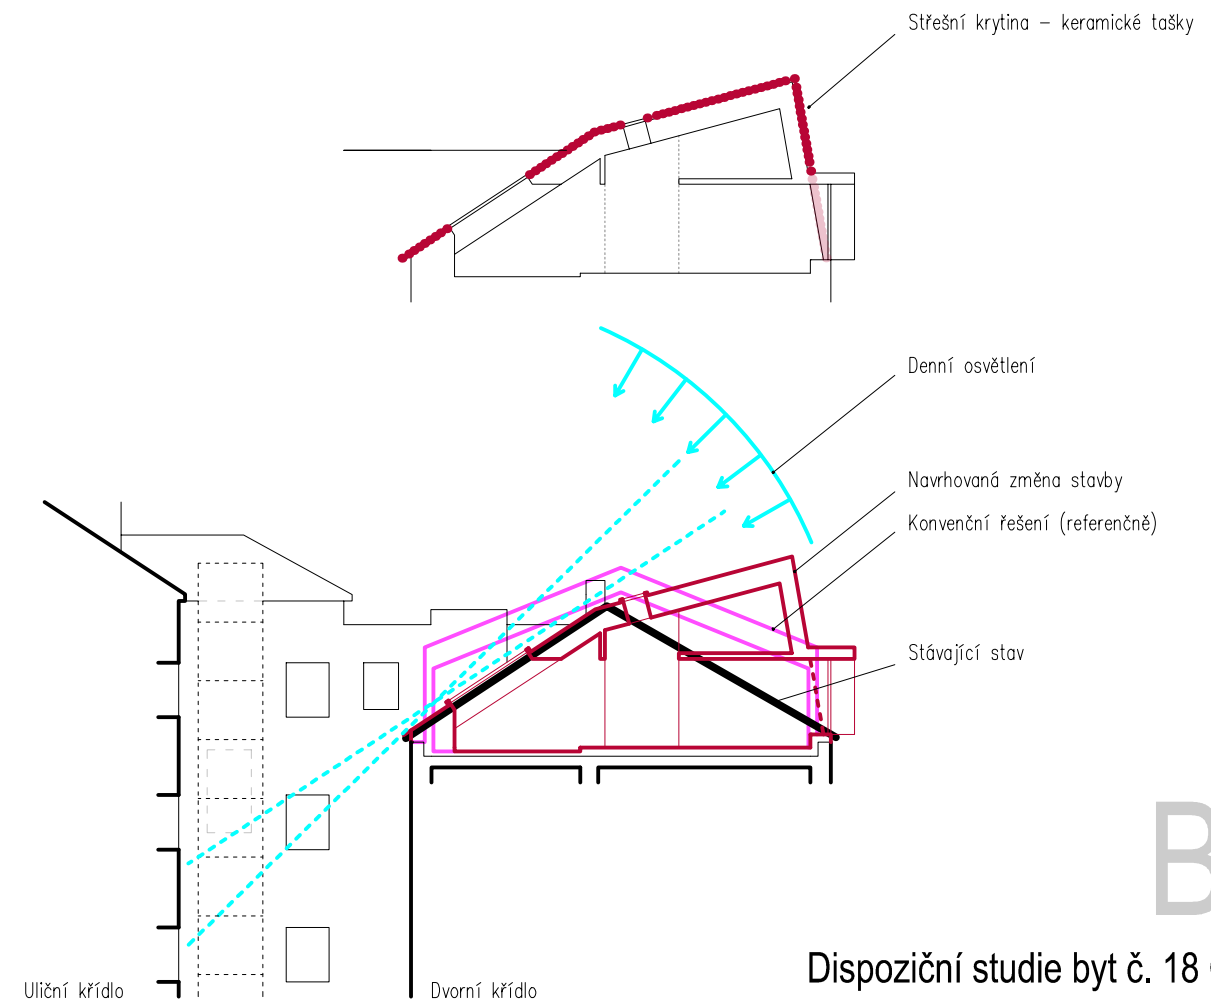 Střešní krytina – keramické tašky
Denní osvětlení
Navrhovaná změna stavby
Konvenční řešení (referenčně)
Stávající stav
B
Dispoziční studie byt č. 18
Uliční křídlo
Dvorní křídlo